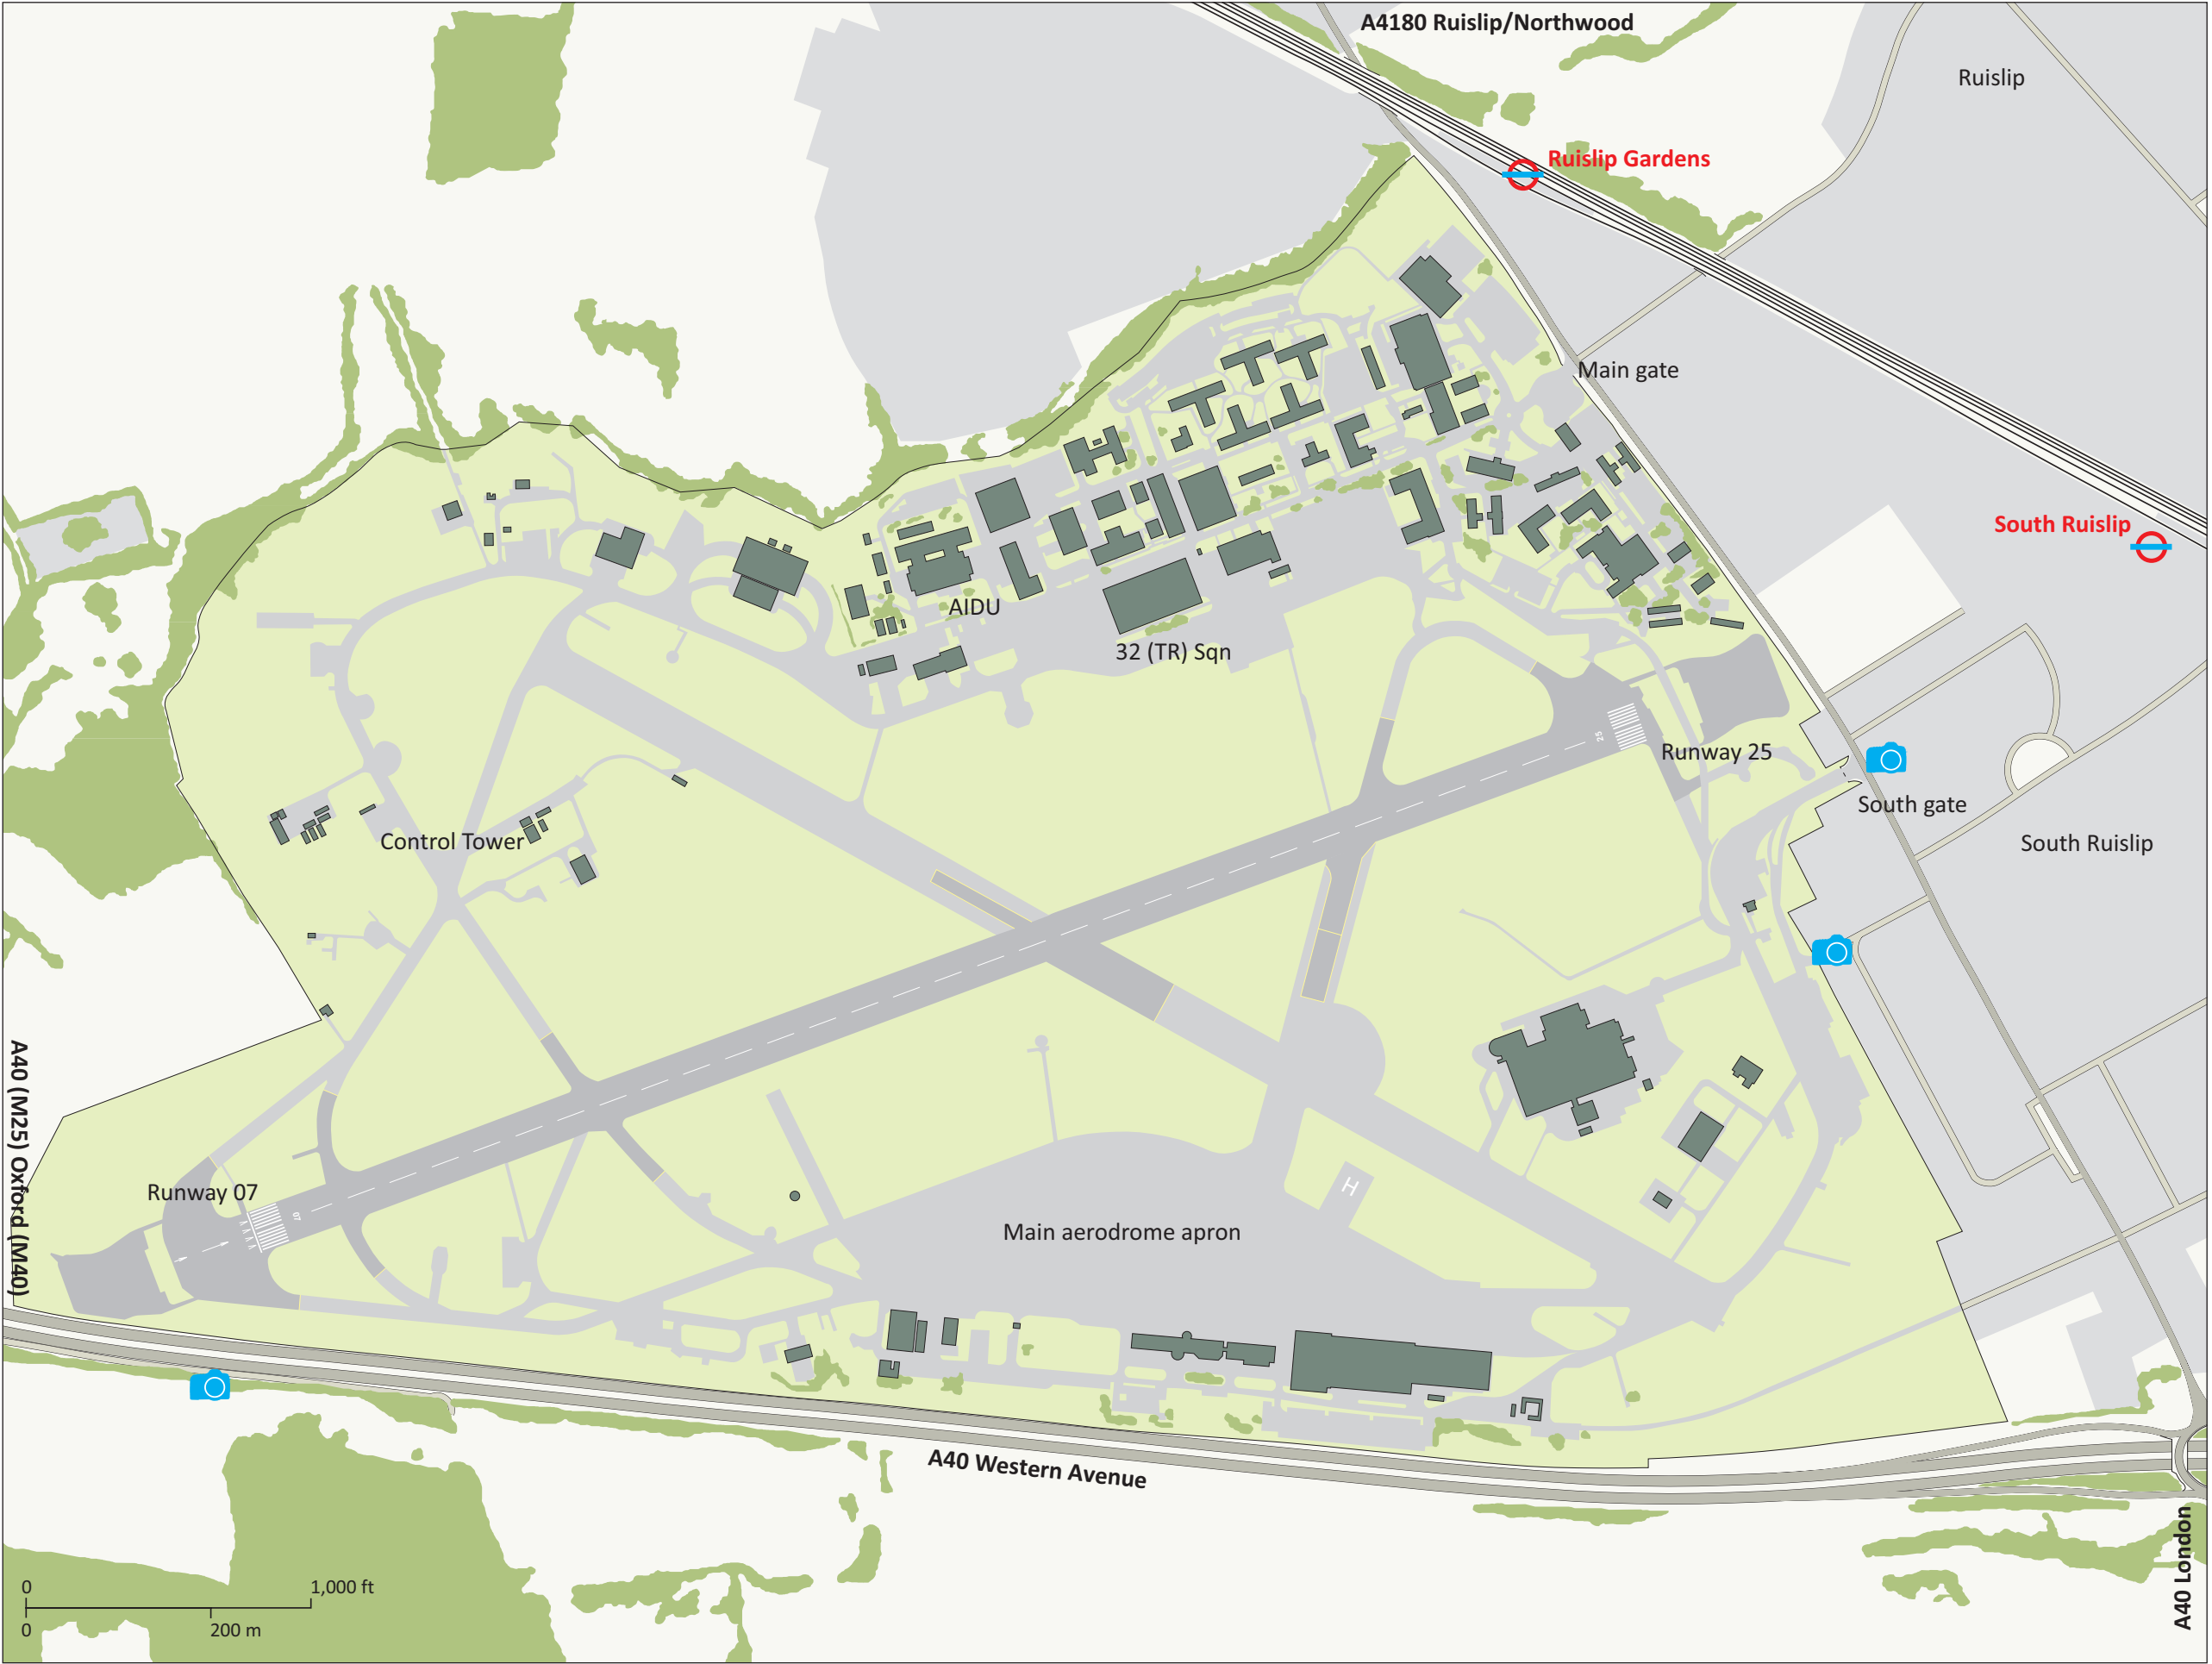 A4180 Ruislip/Northwood
Ruislip
Ruislip Gardens
Main gate
South Ruislip
AIDU
32 (TR) Sqn
25
Runway 25
South gate
South Ruislip
Control Tower
A40 (M25) Oxford (M40)
Runway 07
07
H
Main aerodrome apron
A40 Western Avenue
A40 London
0
1,000 ft
0
200 m